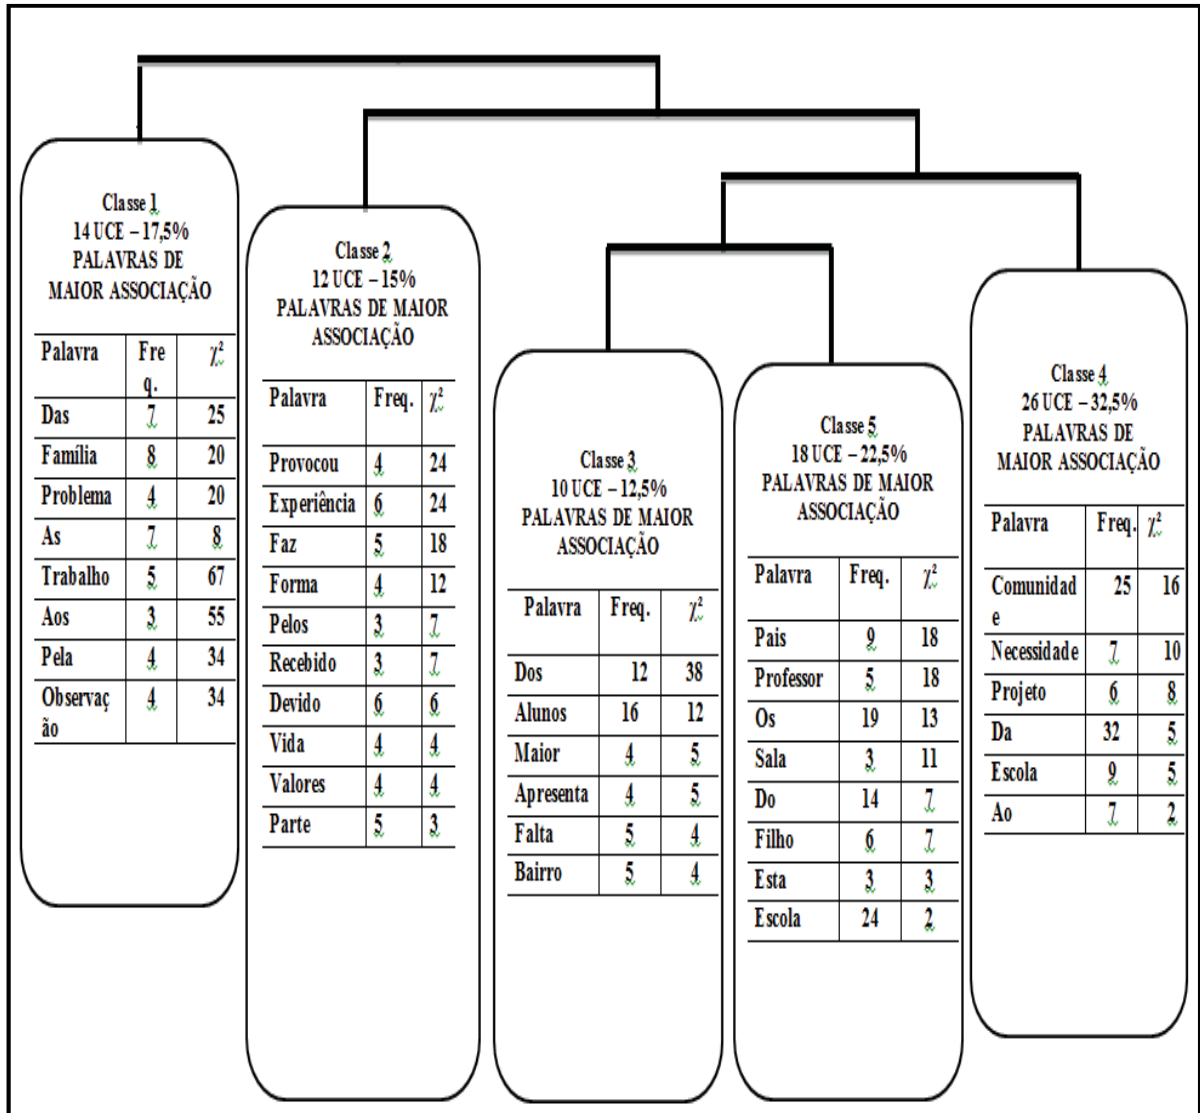 Classe 1
14 UCE – 17,5%
PALAVRAS DE
MAIOR ASSOCIAÇÃO
Palavra Fre χ²
q.
Das 7 25
Família 8 20
Problema 4 20
As 7 8
Trabalho 5 67
Aos 3 55
Pela 4 34
Observaç 4 34
ão
Classe 2
12 UCE – 15%
PALAVRAS DE MAIOR
ASSOCIAÇÃO
Palavra Freq. χ²
Provocou 4 24
Experiência 6 24
Faz 5 18
Forma 4 12
Pelos 3 7
Recebido 3 7
Devido 6 6
Vida 4 4
Valores 4 4
Parte 5 3
Classe 3
10 UCE – 12,5%
PALAVRAS DE MAIOR
ASSOCIAÇÃO
Palavra Freq. χ²
Dos 12 38
Alunos 16 12
Maior 4 5
Apresenta 4 5
Falta 5 4
Bairro 5 4
Classe 5
18 UCE – 22,5%
PALAVRAS DE MAIOR
ASSOCIAÇÃO
Palavra Freq. χ²
Pais 9 18
Professor 5 18
Os 19 13
Sala 3 11
Do 14 7
Filho 6 7
Esta 3 3
Escola 24 2
Classe 4
26 UCE – 32,5%
PALAVRAS DE
MAIOR ASSOCIAÇÃO
Palavra Freq. χ²
Comunidad 25 16
e
Necessidade 7 10
Projeto 6 8
Da 32 5
Escola 9 5
Ao 7 2